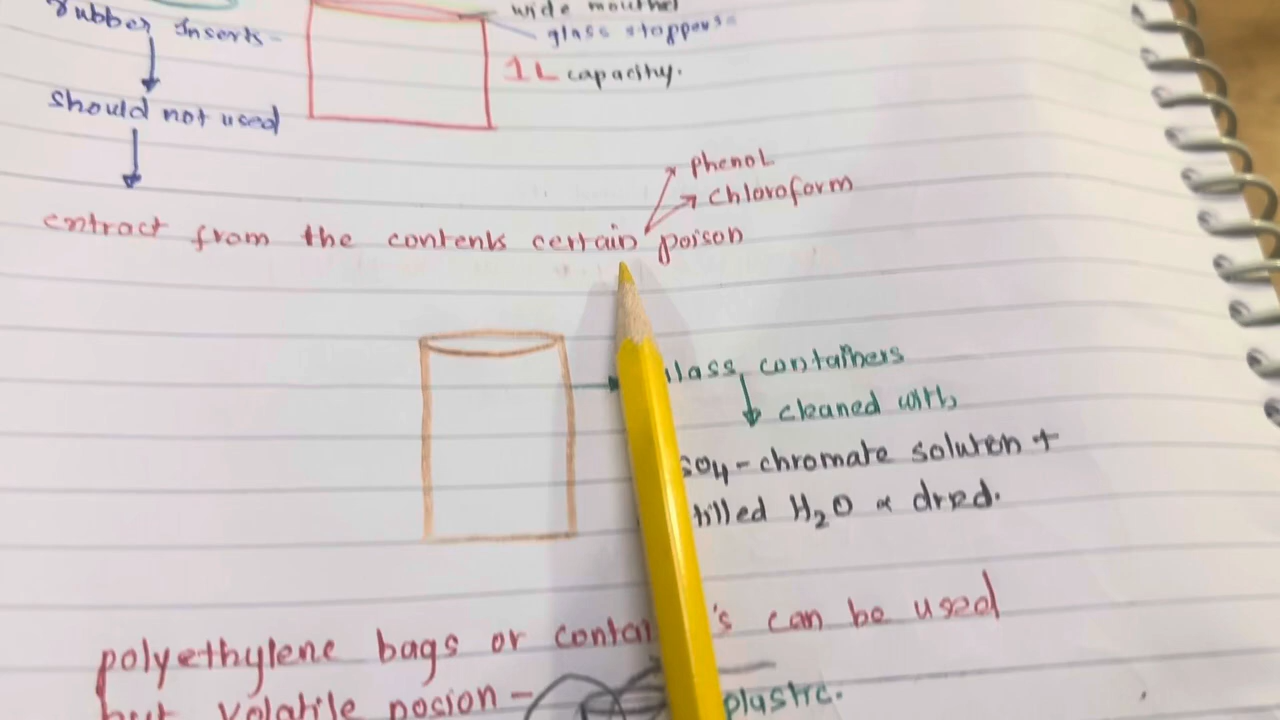 rubber inserts-
wide mouthed
glass stoppers
1L capacity.
should not used
phenol
chloroform
extract from the contents certain poison
lass containers
cleaned with
SO4-chromate solution +
tilled H2O & dried.
polyethylene bags or contai 's can be used
but volatile posion-
plastic.